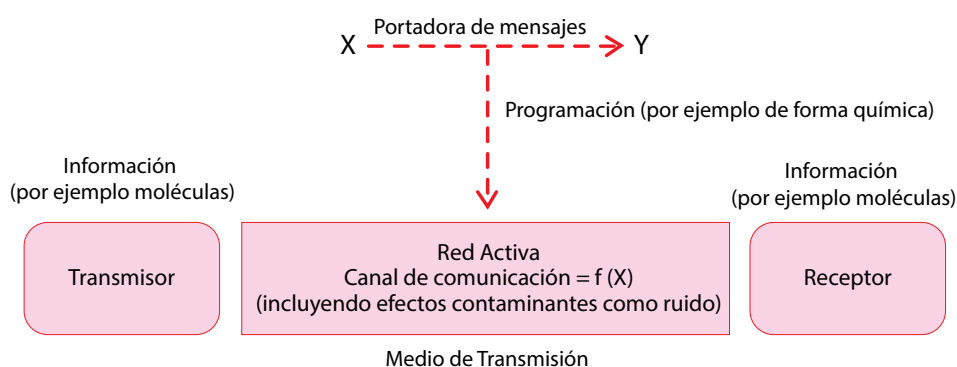 Portadora de mensajes
X
Y
Programación (por ejemplo de forma química)
Información
(por ejemplo moléculas)
Información
(por ejemplo moléculas)
Transmisor
Red Activa
Canal de comunicación = f (X)
(incluyendo efectos contaminantes como ruido)
Receptor
Medio de Transmisión